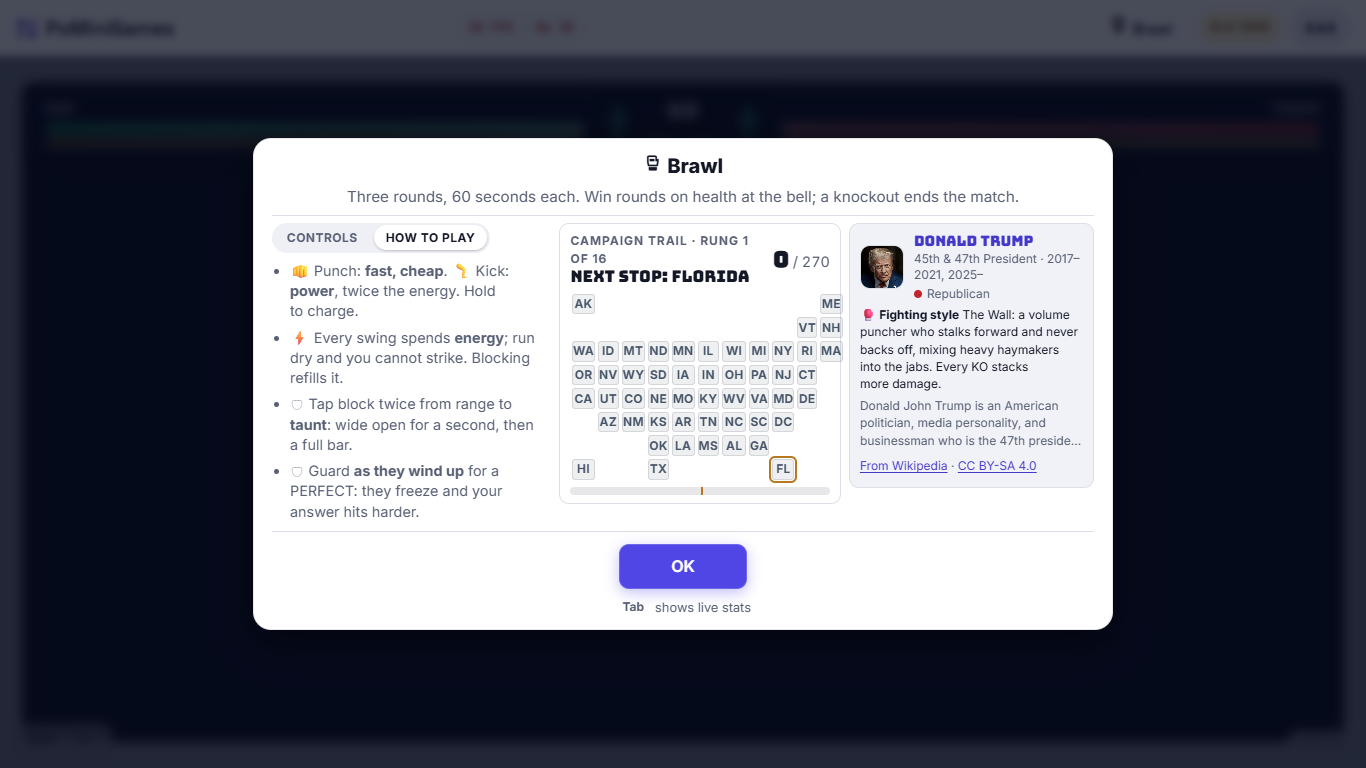 PoMiniGames
Brawl
Brawl
Three rounds, 60 seconds each. Win rounds on health at the bell; a knockout ends the match.
CONTROLS
HOW TO PLAY
• 👊 Punch: fast, cheap. 🦵 Kick:
power, twice the energy. Hold
to charge.
• ⚡ Every swing spends energy; run
dry and you cannot strike. Blocking
refills it.
• 🛡 Tap block twice from range to
taunt: wide open for a second, then
a full bar.
• 🛡 Guard as they wind up for a
PERFECT: they freeze and your
answer hits harder.
CAMPAIGN TRAIL · RUNG 1
OF 16
NEXT STOP: FLORIDA
0 / 270
AK ME
VT NH
WA ID MT ND MN IL WI MI NY RI MA
OR NV WY SD IA IN OH PA NJ CT
CA UT CO NE MO KY WV VA MD DE
AZ NM KS AR TN NC SC DC
OK LA MS AL GA
HI TX FL
DONALD TRUMP
45th & 47th President · 2017–
2021, 2025–
Republican
🥊 Fighting style The Wall: a volume
puncher who stalks forward and never
backs off, mixing heavy haymakers
into the jabs. Every KO stacks
more damage.
Donald John Trump is an American
politician, media personality, and
businessman who is the 47th preside…
From Wikipedia · CC BY-SA 4.0
OK
Tab shows live stats